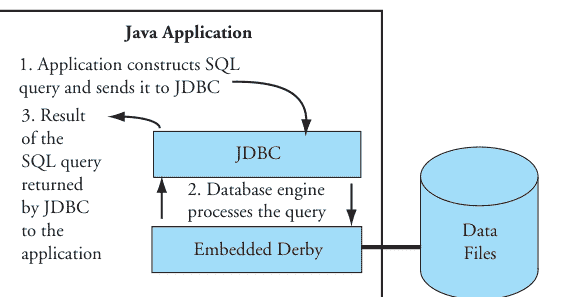 Java Application
1. Application constructs SQL
query and sends it to JDBC
3. Result
of the
SQL query
returned
by JDBC
to the
application
JDBC
2. Database engine
processes the query
Embedded Derby
Data
Files